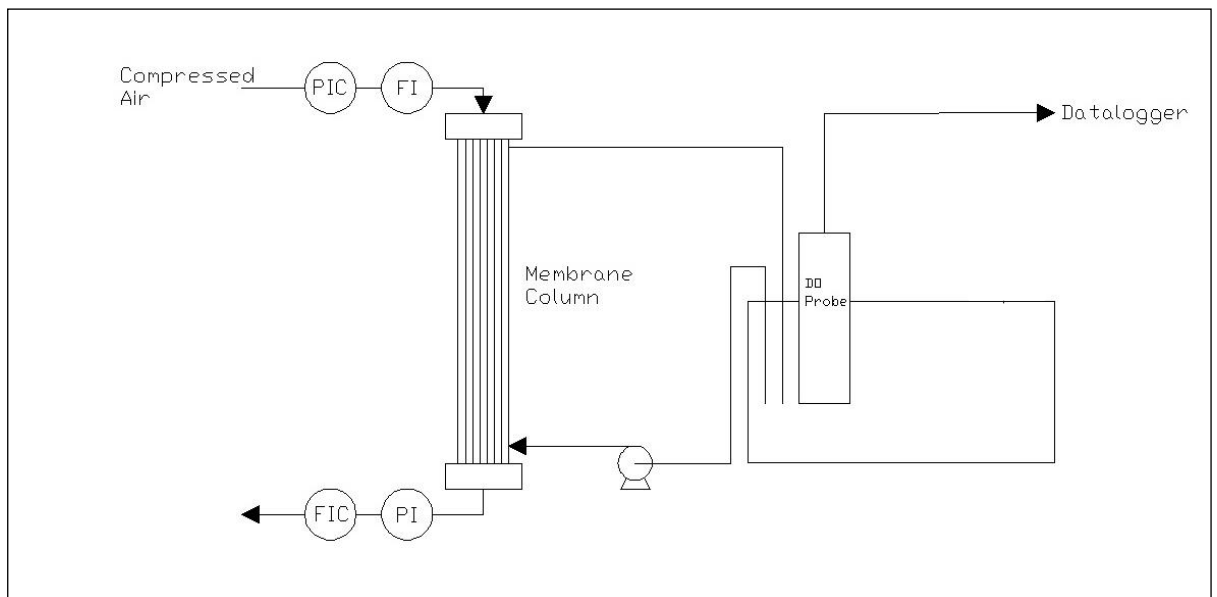 Compressed
Air
PIC
FI
Datalogger
Membrane
Column
DO
Probe
FIC
PI